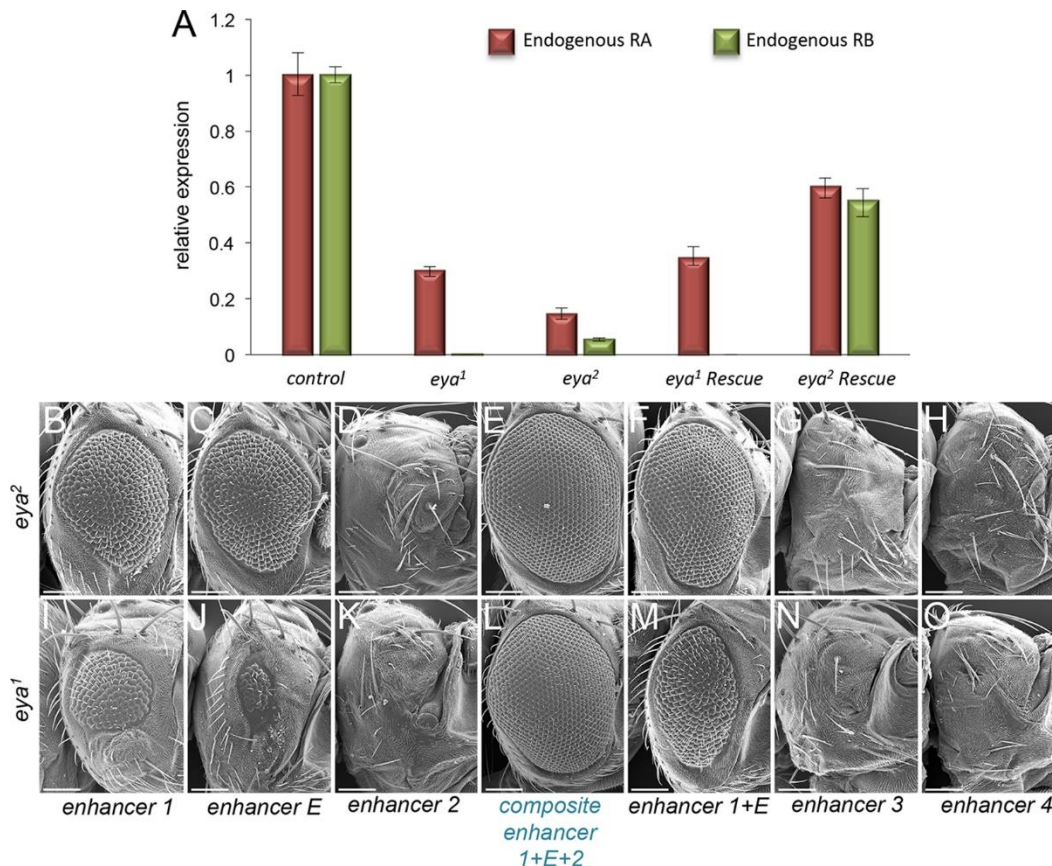 A
1.2
1
0.8
0.6
0.4
0.2
0
relative expression
Endogenous RA
Endogenous RB
control
eya¹
eya²
eya¹ Rescue
eya² Rescue
B
C
D
E
F
G
H
eya²
I
J
K
L
M
N
O
eya¹
enhancer 1
enhancer E
enhancer 2
composite
enhancer
1+E+2
enhancer 1+E
enhancer 3
enhancer 4